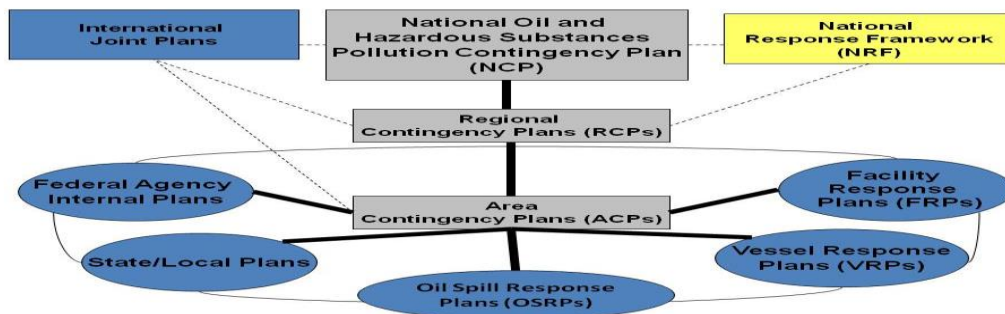 International
Joint Plans
National Oil and
Hazardous Substances
Pollution Contingency Plan
(NCP)
National
Response Framework
(NRF)
Regional
Contingency Plans (RCPs)
Federal Agency
Internal Plans
Area
Contingency Plans (ACPs)
Facility
Response
Plans (FRPs)
State/Local Plans
Oil Spill Response
Plans (OSRPs)
Vessel Response
Plans (VRPs)